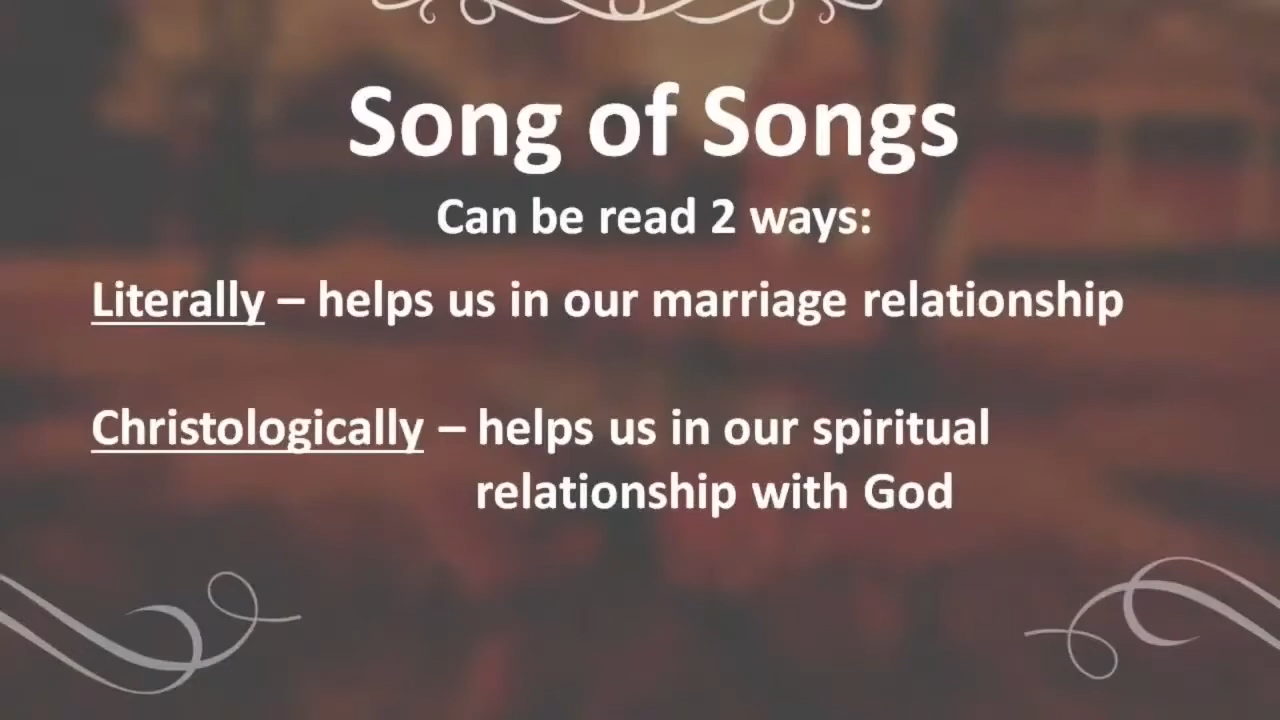 Song of Songs
Can be read 2 ways:
Literally – helps us in our marriage relationship
Christologically – helps us in our spiritual
relationship with God